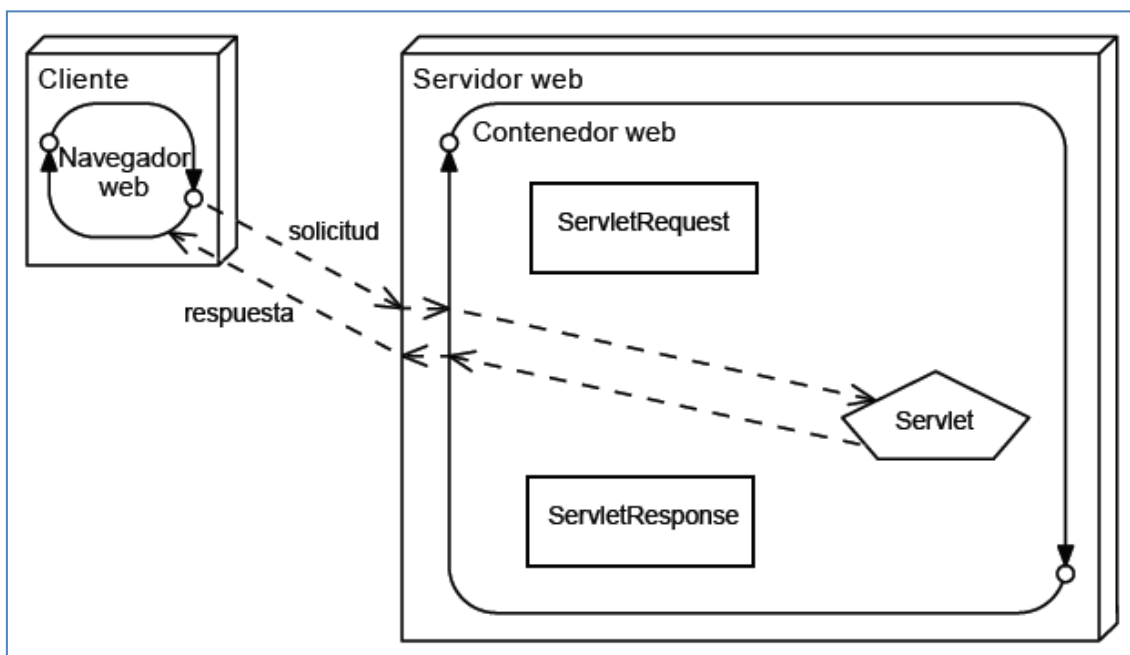 Cliente
Navegador
web
solicitud
respuesta
Servidor web
Contenedor web
ServletRequest
Servlet
ServletResponse